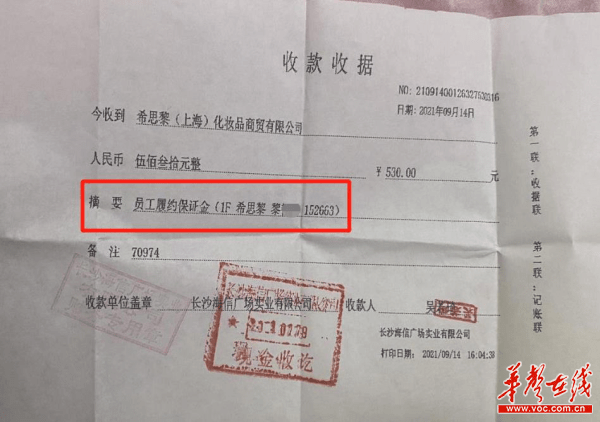 收款收据
NO: 21091400126327530316
日期: 2021年09月14日
今收到 希思黎（上海）化妆品商贸有限公司
人民币 伍佰叁拾元整 ¥ 530.00 元
摘 要 员工履约保证金（1F 希思黎 黎 152663）
备 注 70974
收款单位盖章 长沙海信广场实业有限公司 收款人 吴
长沙海信广场实业有限公司
打印日期: 2021/09/14 16:04:38
第一联:收据联
第二联:记账联
现金收讫
华声在线
www.voc.com.cn